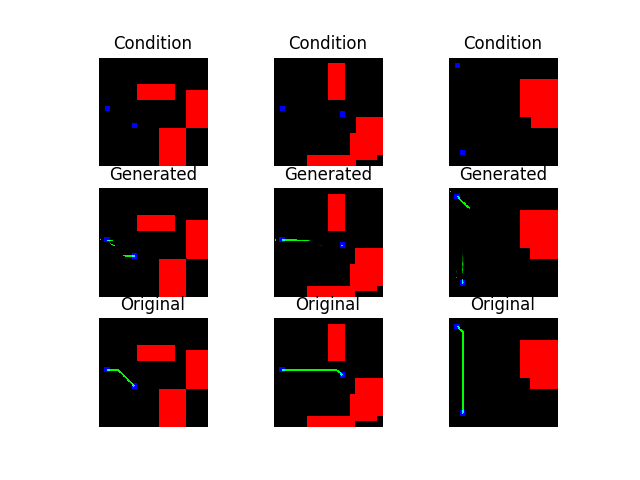 Condition Condition Condition
Generated Generated Generated
Original Original Original